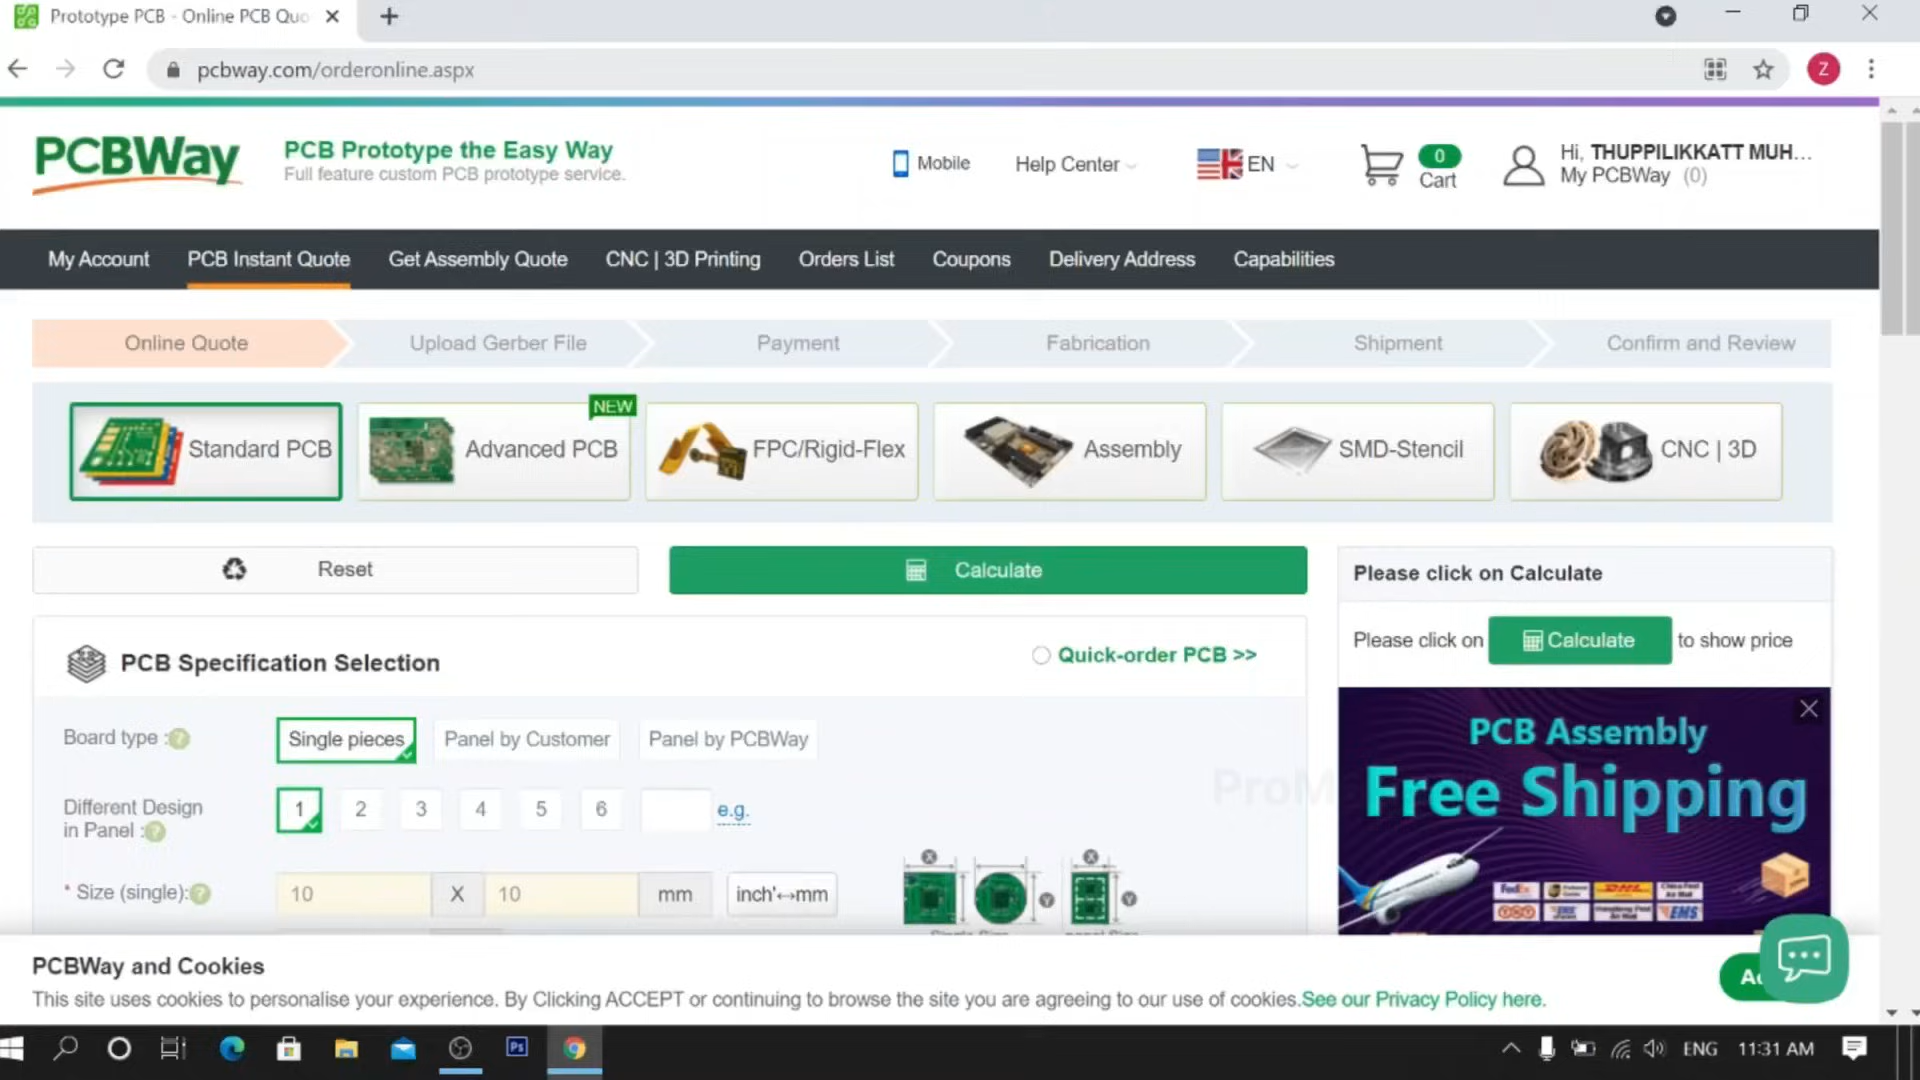 Prototype PCB - Online PCB Quo
pcbway.com/orderonline.aspx
Z
PCBWay
PCB Prototype the Easy Way
Full feature custom PCB prototype service.
Mobile
Help Center
EN
0
Cart
Hi, THUPPILIKKATT MUH...
My PCBWay (0)
My Account
PCB Instant Quote
Get Assembly Quote
CNC | 3D Printing
Orders List
Coupons
Delivery Address
Capabilities
Online Quote
Upload Gerber File
Payment
Fabrication
Shipment
Confirm and Review
Standard PCB
NEW
Advanced PCB
FPC/Rigid-Flex
Assembly
SMD-Stencil
CNC | 3D
Reset
Calculate
Please click on Calculate
Please click on Calculate to show price
PCB Specification Selection
Quick-order PCB >>
Board type :
Single pieces
Panel by Customer
Panel by PCBWay
Different Design
in Panel :
1 2 3 4 5 6 e.g.
* Size (single):
10 X 10 mm inch'↔mm
X
Y
X
Y
PCB Assembly
Free Shipping
FedEx
DHL
TNT
EMS
PCBWay and Cookies
This site uses cookies to personalise your experience. By Clicking ACCEPT or continuing to browse the site you are agreeing to our use of cookies.See our Privacy Policy here.
Ps
ENG
11:31 AM